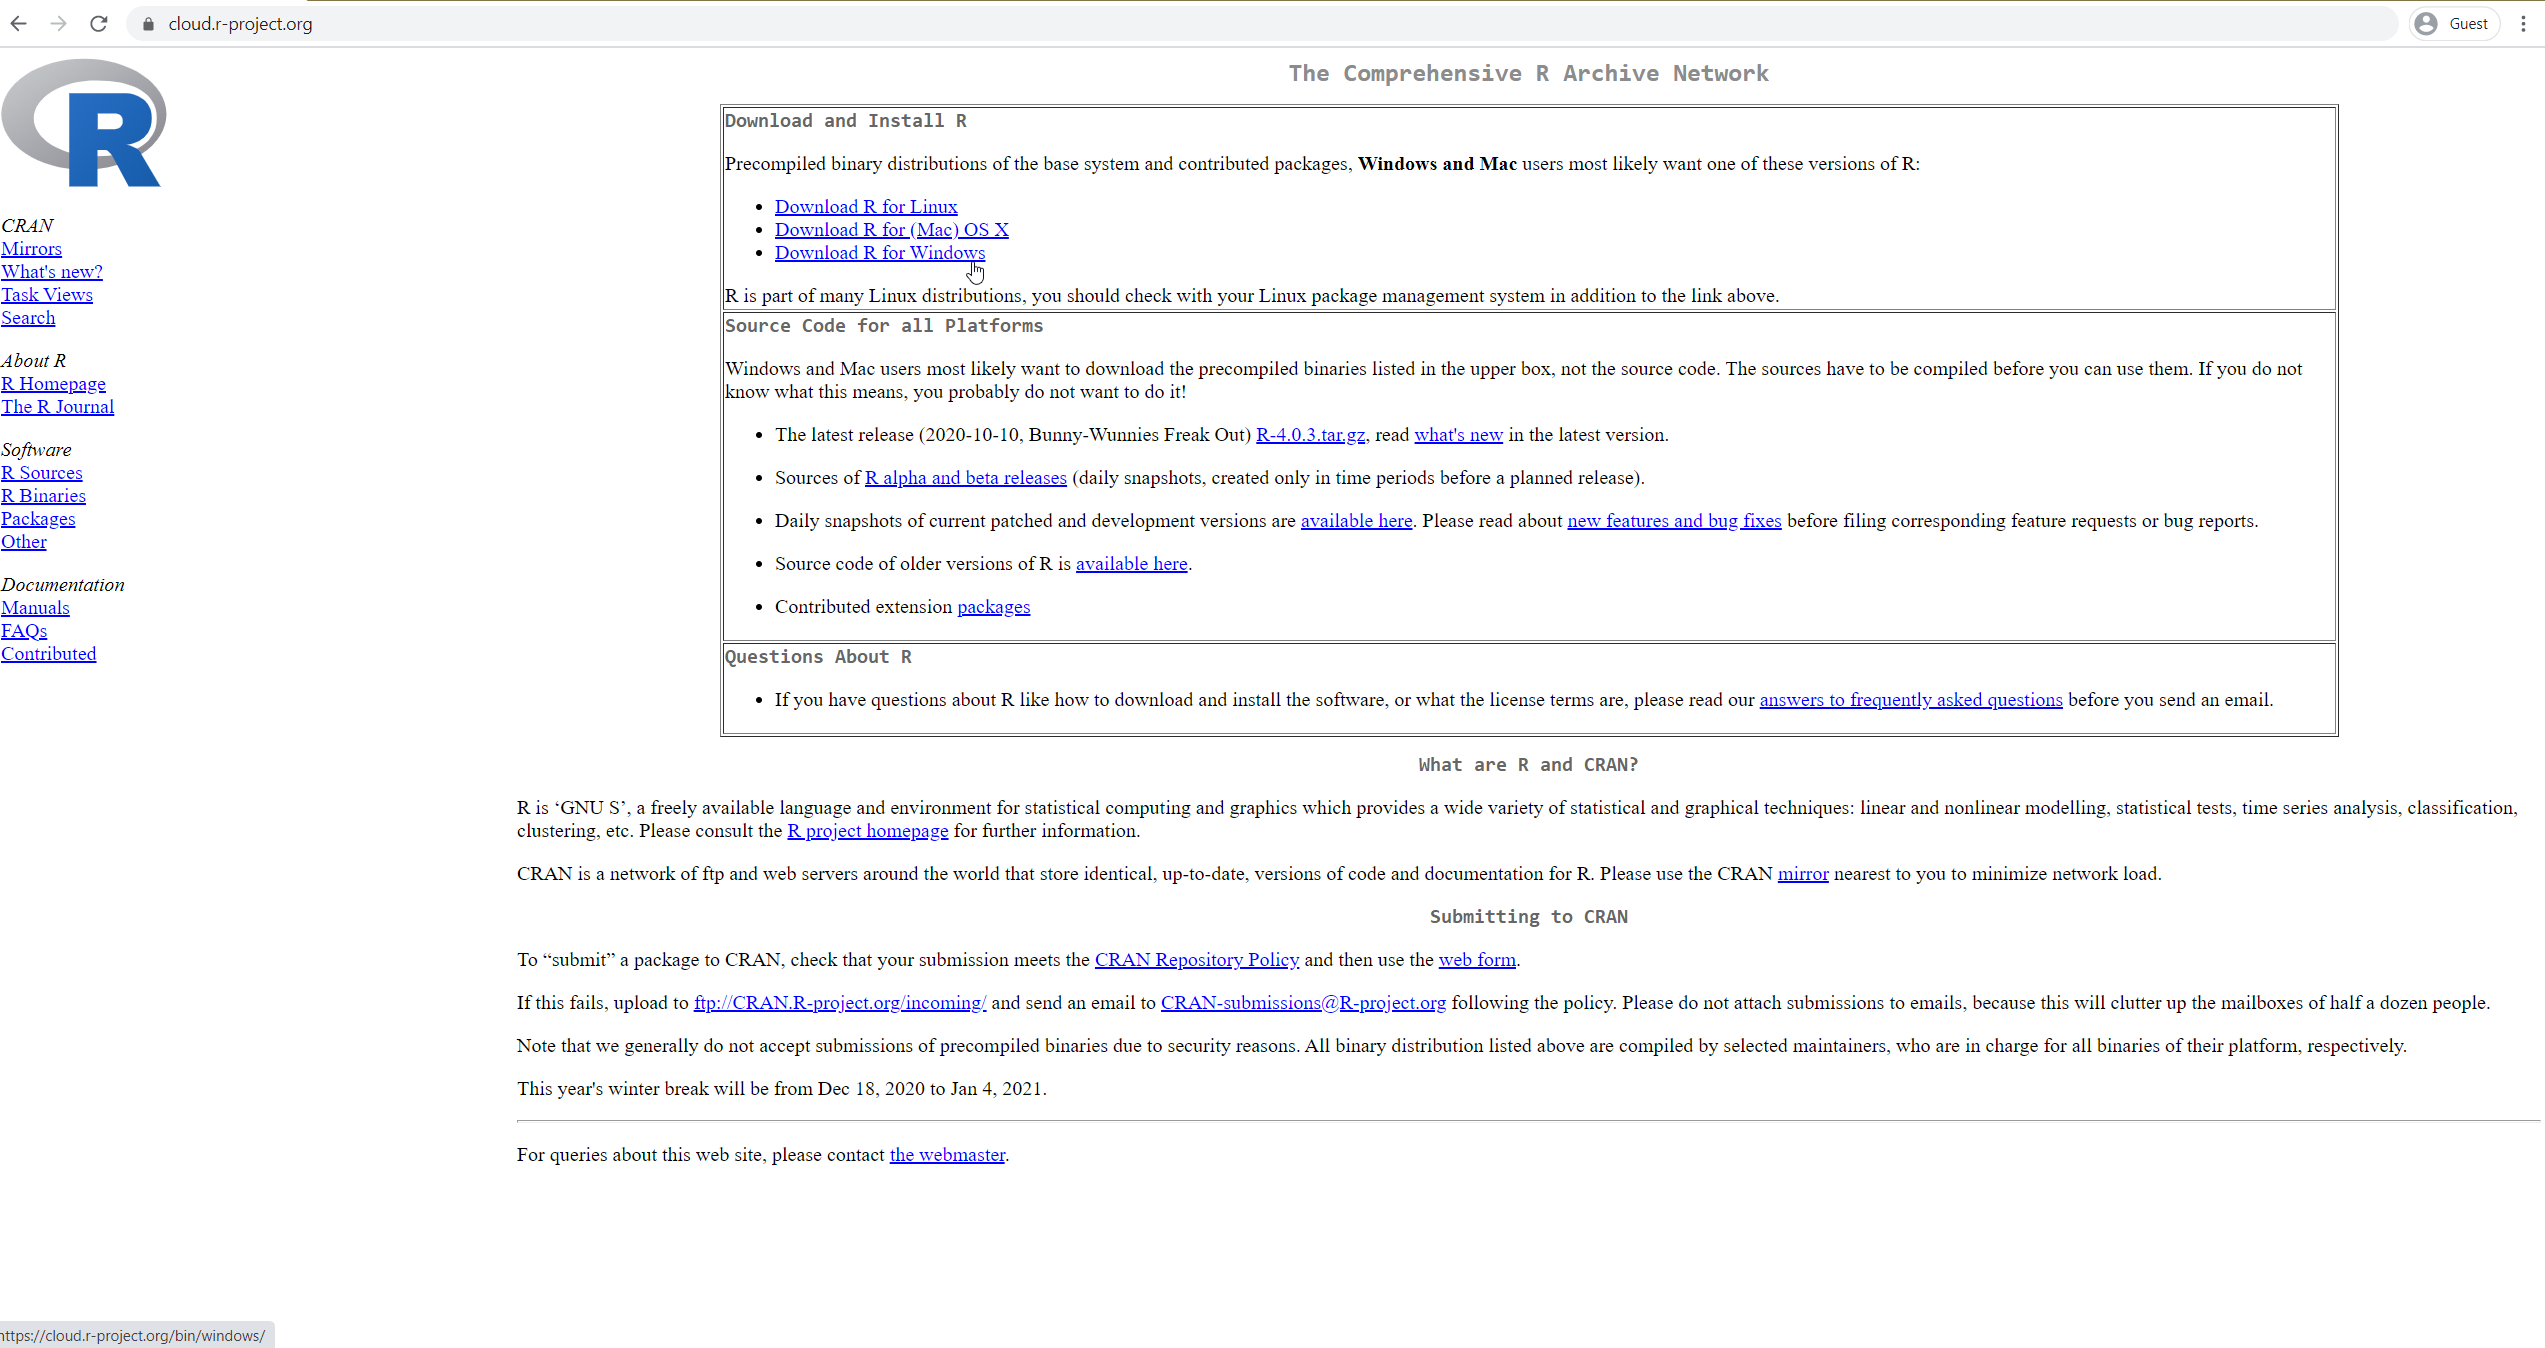 cloud.r-project.org
Guest
R
CRAN
Mirrors
What's new?
Task Views
Search
About R
R Homepage
The R Journal
Software
R Sources
R Binaries
Packages
Other
Documentation
Manuals
FAQs
Contributed
The Comprehensive R Archive Network
Download and Install R
Precompiled binary distributions of the base system and contributed packages, Windows and Mac users most likely want one of these versions of R:
• Download R for Linux
• Download R for (Mac) OS X
• Download R for Windows
R is part of many Linux distributions, you should check with your Linux package management system in addition to the link above.
Source Code for all Platforms
Windows and Mac users most likely want to download the precompiled binaries listed in the upper box, not the source code. The sources have to be compiled before you can use them. If you do not
know what this means, you probably do not want to do it!
• The latest release (2020-10-10, Bunny-Wunnies Freak Out) R-4.0.3.tar.gz, read what's new in the latest version.
• Sources of R alpha and beta releases (daily snapshots, created only in time periods before a planned release).
• Daily snapshots of current patched and development versions are available here. Please read about new features and bug fixes before filing corresponding feature requests or bug reports.
• Source code of older versions of R is available here.
• Contributed extension packages
Questions About R
• If you have questions about R like how to download and install the software, or what the license terms are, please read our answers to frequently asked questions before you send an email.
What are R and CRAN?
R is ‘GNU S’, a freely available language and environment for statistical computing and graphics which provides a wide variety of statistical and graphical techniques: linear and nonlinear modelling, statistical tests, time series analysis, classification,
clustering, etc. Please consult the R project homepage for further information.
CRAN is a network of ftp and web servers around the world that store identical, up-to-date, versions of code and documentation for R. Please use the CRAN mirror nearest to you to minimize network load.
Submitting to CRAN
To “submit” a package to CRAN, check that your submission meets the CRAN Repository Policy and then use the web form.
If this fails, upload to ftp://CRAN.R-project.org/incoming/ and send an email to CRAN-submissions@R-project.org following the policy. Please do not attach submissions to emails, because this will clutter up the mailboxes of half a dozen people.
Note that we generally do not accept submissions of precompiled binaries due to security reasons. All binary distribution listed above are compiled by selected maintainers, who are in charge for all binaries of their platform, respectively.
This year's winter break will be from Dec 18, 2020 to Jan 4, 2021.
For queries about this web site, please contact the webmaster.
https://cloud.r-project.org/bin/windows/